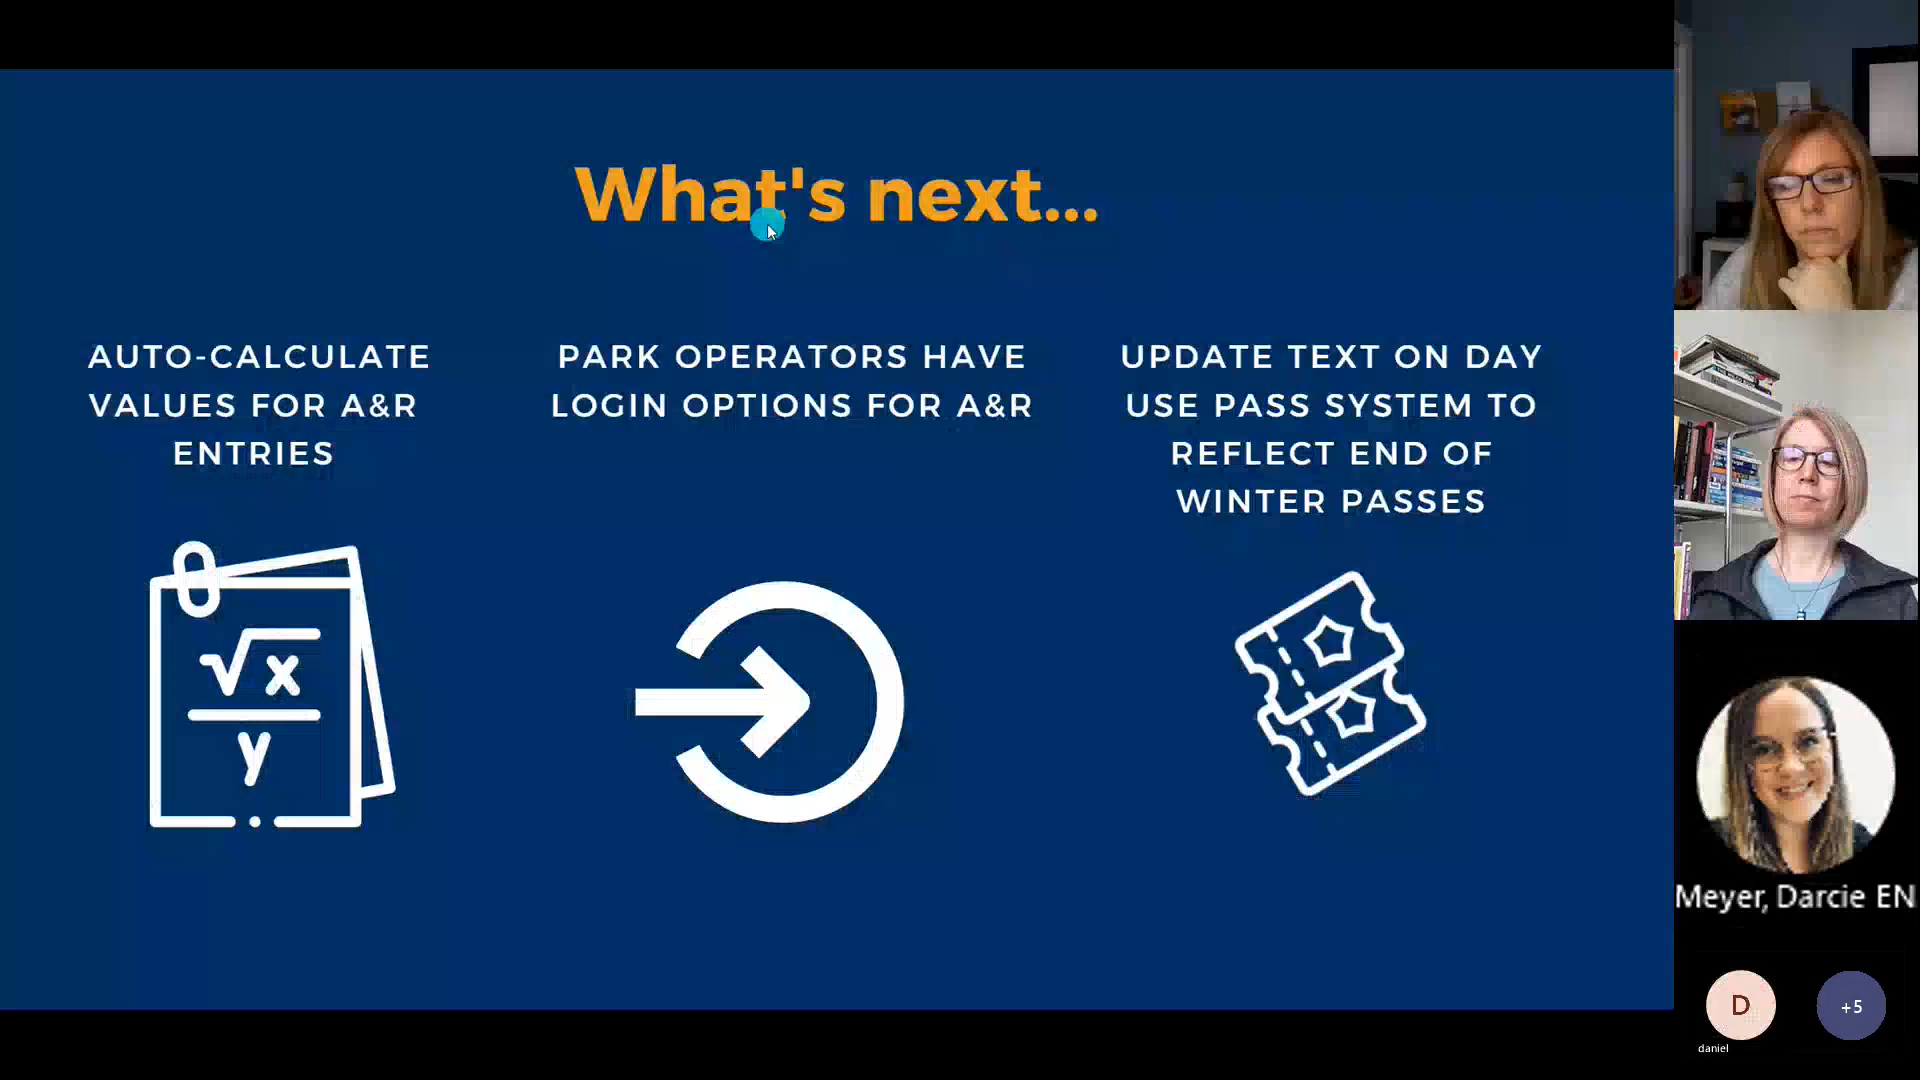 What's next...
AUTO-CALCULATE
VALUES FOR A&R
ENTRIES
PARK OPERATORS HAVE
LOGIN OPTIONS FOR A&R
UPDATE TEXT ON DAY
USE PASS SYSTEM TO
REFLECT END OF
WINTER PASSES
√x
y
Meyer, Darcie EN
D
+5
daniel